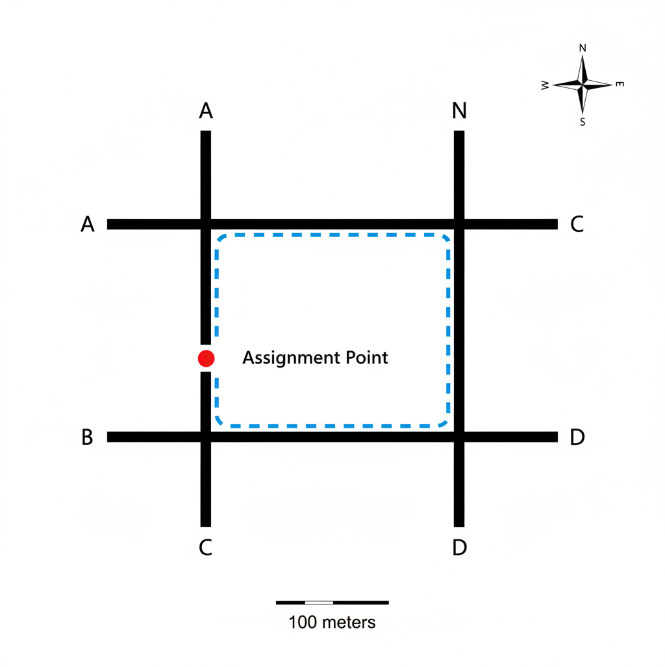 N
W E
S
A N
A C
Assignment Point
B D
C D
100 meters